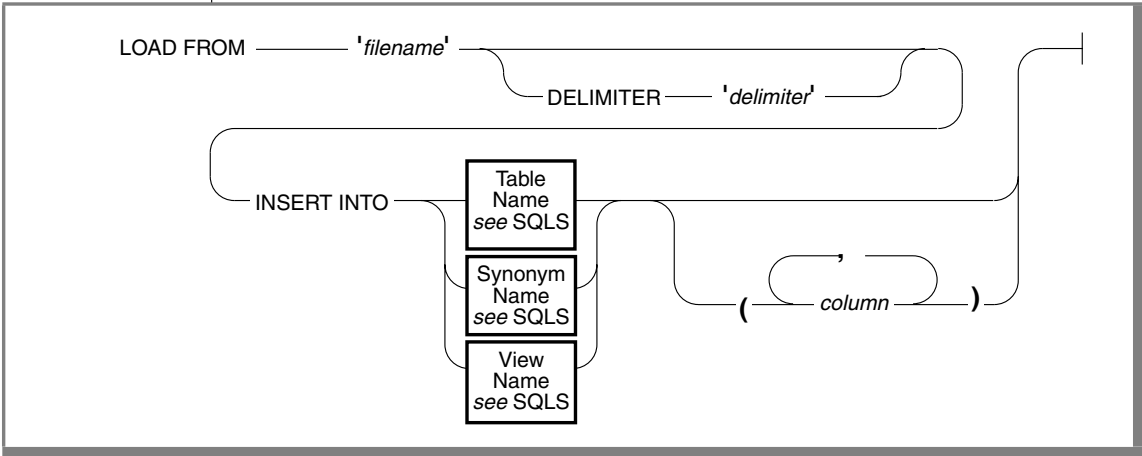 LOAD FROM 'filename'
DELIMITER 'delimiter'
INSERT INTO
Table
Name
see SQLS
Synonym
Name
see SQLS
View
Name
see SQLS
,
( column )